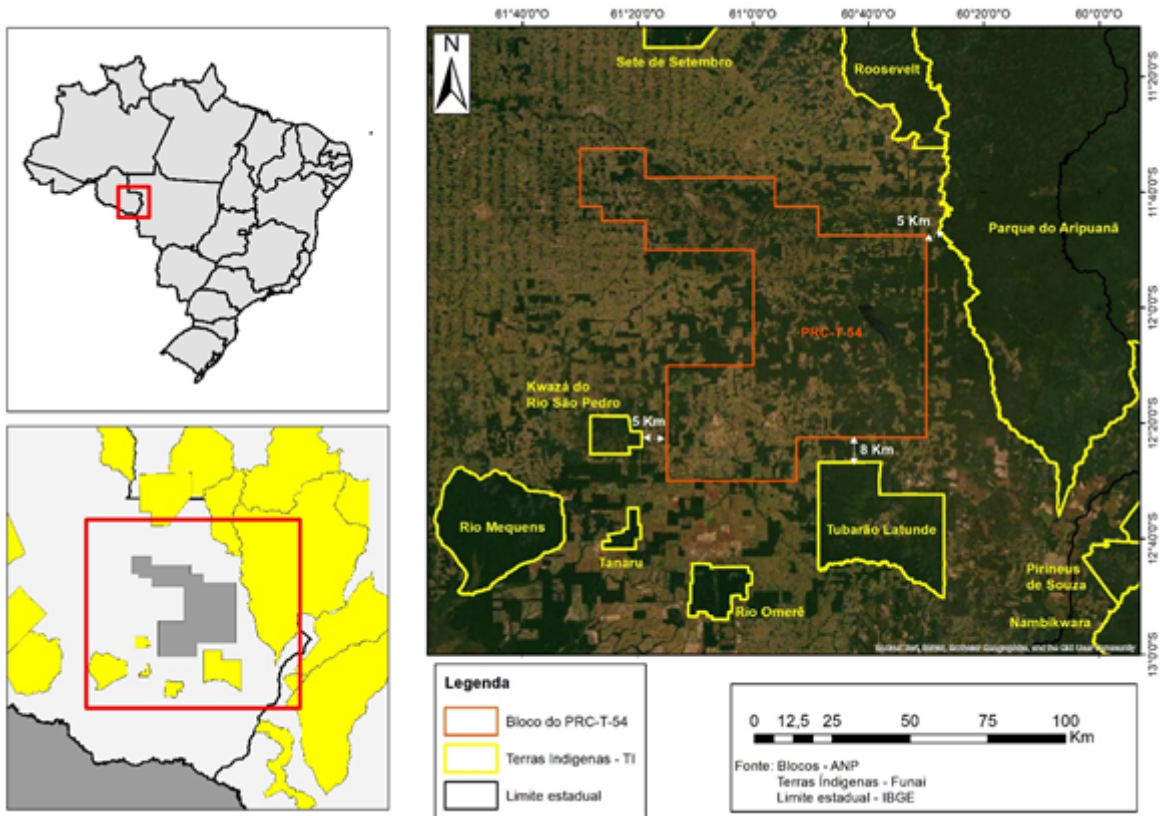 61°40'0"O
61°20'0"O
61°0'0"O
60°40'0"O
60°20'0"O
60°0'0"O
N
Sete de Setembro
Roosevelt
11°20'0"S
11°40'0"S
5 Km
Parque do Aripuanã
12°0'0"S
PRC-T-54
Kwazá do
Rio São Pedro
5 Km
12°20'0"S
8 Km
Rio Mequens
Tubarão Latunde
12°40'0"S
Tanaru
Pirineus
de Souza
Rio Omerê
Nambikwara
13°0'0"S
Legenda
Bloco do PRC-T-54
Terras Indígenas - TI
Limite estadual
0 12,5 25 50 75 100
Km
Fonte: Blocos - ANP
Terras Índigenas - Funai
Limite estadual - IBGE